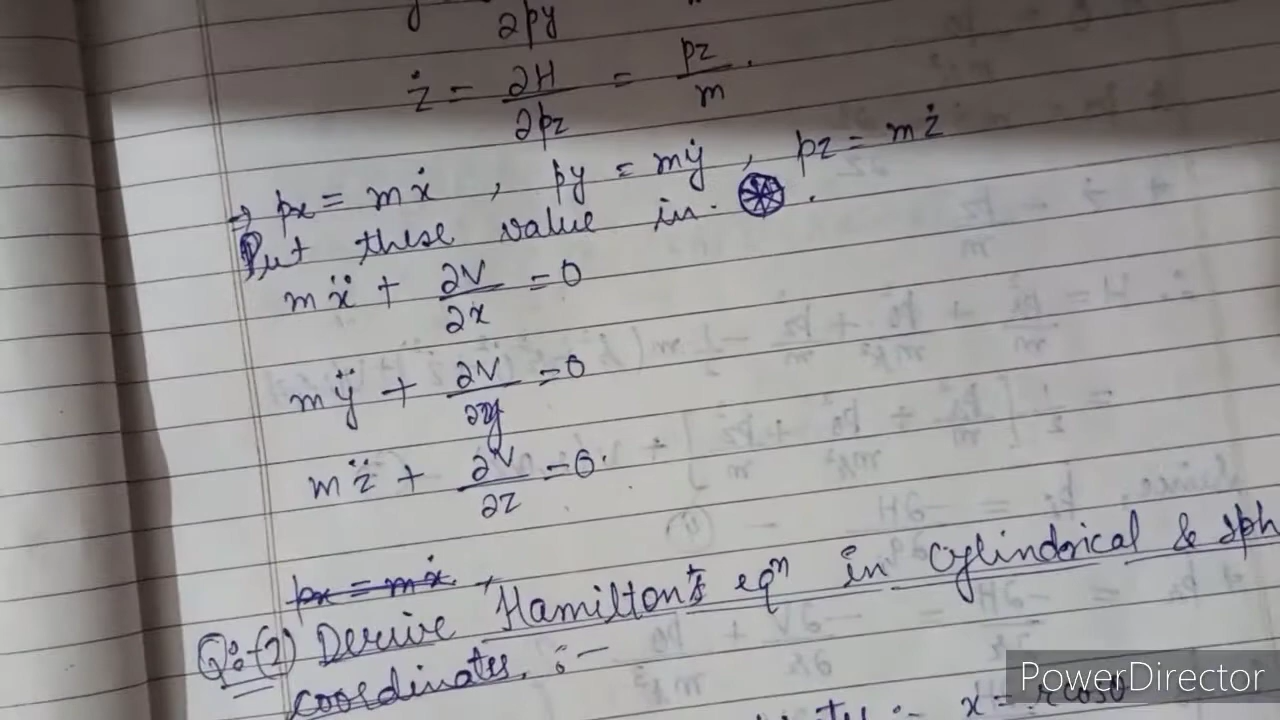 ∂py
ż = ∂H/∂pz = pz/m.
→ px = mẋ , py = mẏ , pz = mż
Put these value in .
mẍ + ∂V/∂x = 0
mÿ + ∂V/∂y = 0
mz̈ + ∂V/∂z = 0.
px = mẋ.
Q:-(2) Derive Hamilton's eqⁿ in cylindrical & sph
coordinates. :-
x = rcosθ
PowerDirector